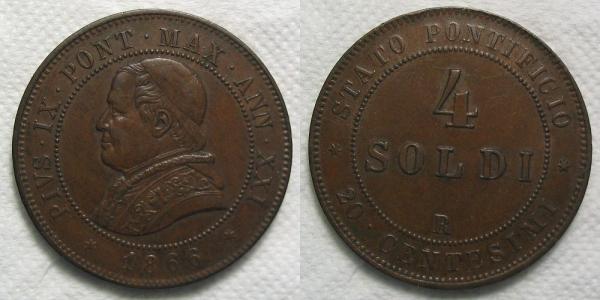 PIVS · IX · PONT · MAX · ANN · XXI
* 1866 *
* STATO PONTIFICIO *
4
SOLDI
R
20 · CENTESIMI